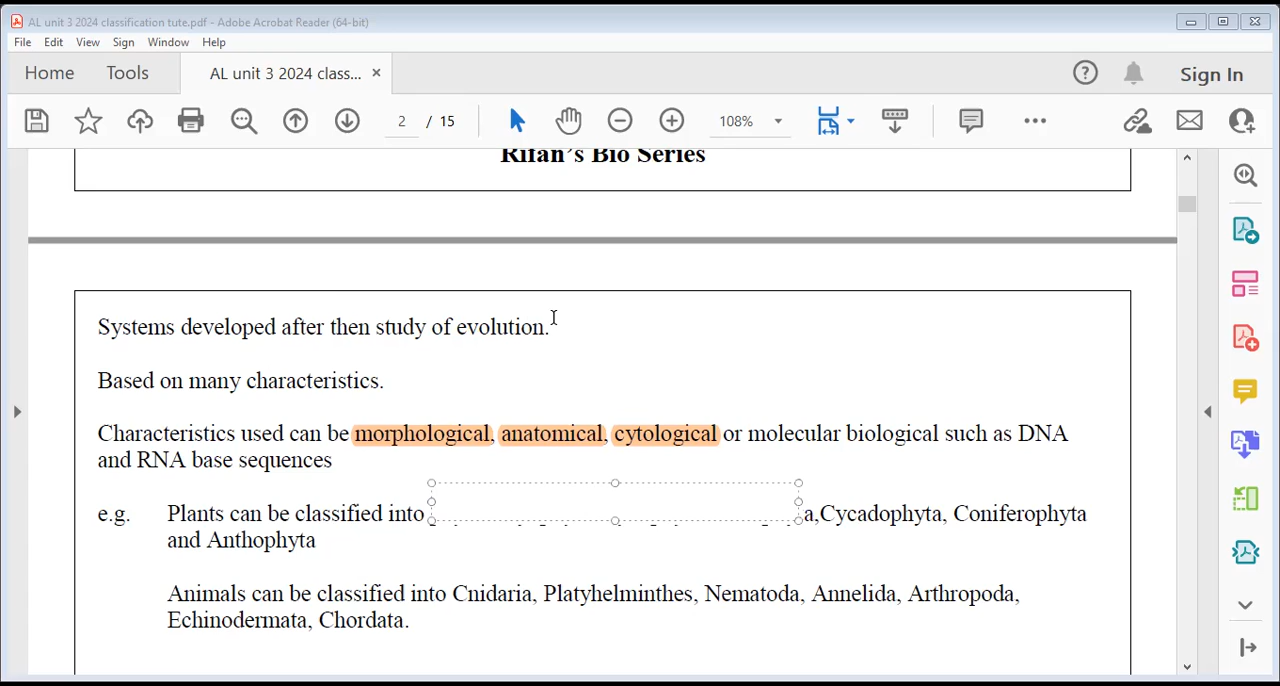 AL unit 3 2024 classification tute.pdf - Adobe Acrobat Reader (64-bit)
File Edit View Sign Window Help
Home Tools AL unit 3 2024 class... × Sign In
2 / 15 108%
Rifan's Bio Series
Systems developed after then study of evolution.
Based on many characteristics.
Characteristics used can be morphological, anatomical, cytological or molecular biological such as DNA
and RNA base sequences
e.g. Plants can be classified into a,Cycadophyta, Coniferophyta
and Anthophyta
Animals can be classified into Cnidaria, Platyhelminthes, Nematoda, Annelida, Arthropoda,
Echinodermata, Chordata.